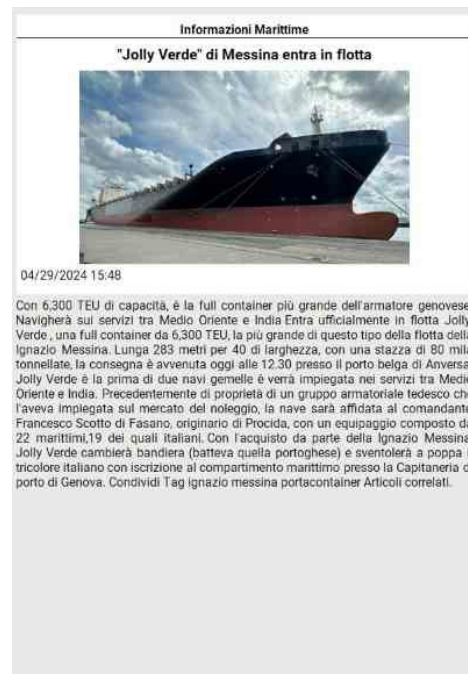 Informazioni Marittime
"Jolly Verde" di Messina entra in flotta
04/29/2024 15:48
Con 6,300 TEU di capacità, è la full container più grande dell'armatore genovese
Navigherà sui servizi tra Medio Oriente e India Entra ufficialmente in flotta Jolly
Verde , una full container da 6,300 TEU, la più grande di questo tipo della flotta della
Ignazio Messina. Lunga 283 metri per 40 di larghezza, con una stazza di 80 mila
tonnellate, la consegna è avvenuta oggi alle 12.30 presso il porto belga di Anversa.
Jolly Verde è la prima di due navi gemelle è verrà impiegata nei servizi tra Medio
Oriente e India. Precedentemente di proprietà di un gruppo armatoriale tedesco che
l'aveva impiegata sul mercato del noleggio, la nave sarà affidata al comandante
Francesco Scotto di Fasano, originario di Procida, con un equipaggio composto da
22 marittimi,19 dei quali italiani. Con l'acquisto da parte della Ignazio Messina
Jolly Verde cambierà bandiera (batteva quella portoghese) e sventolerà a poppa i
tricolore italiano con iscrizione al compartimento marittimo presso la Capitaneria d
porto di Genova. Condividi Tag ignazio messina portacontainer Articoli correlati.